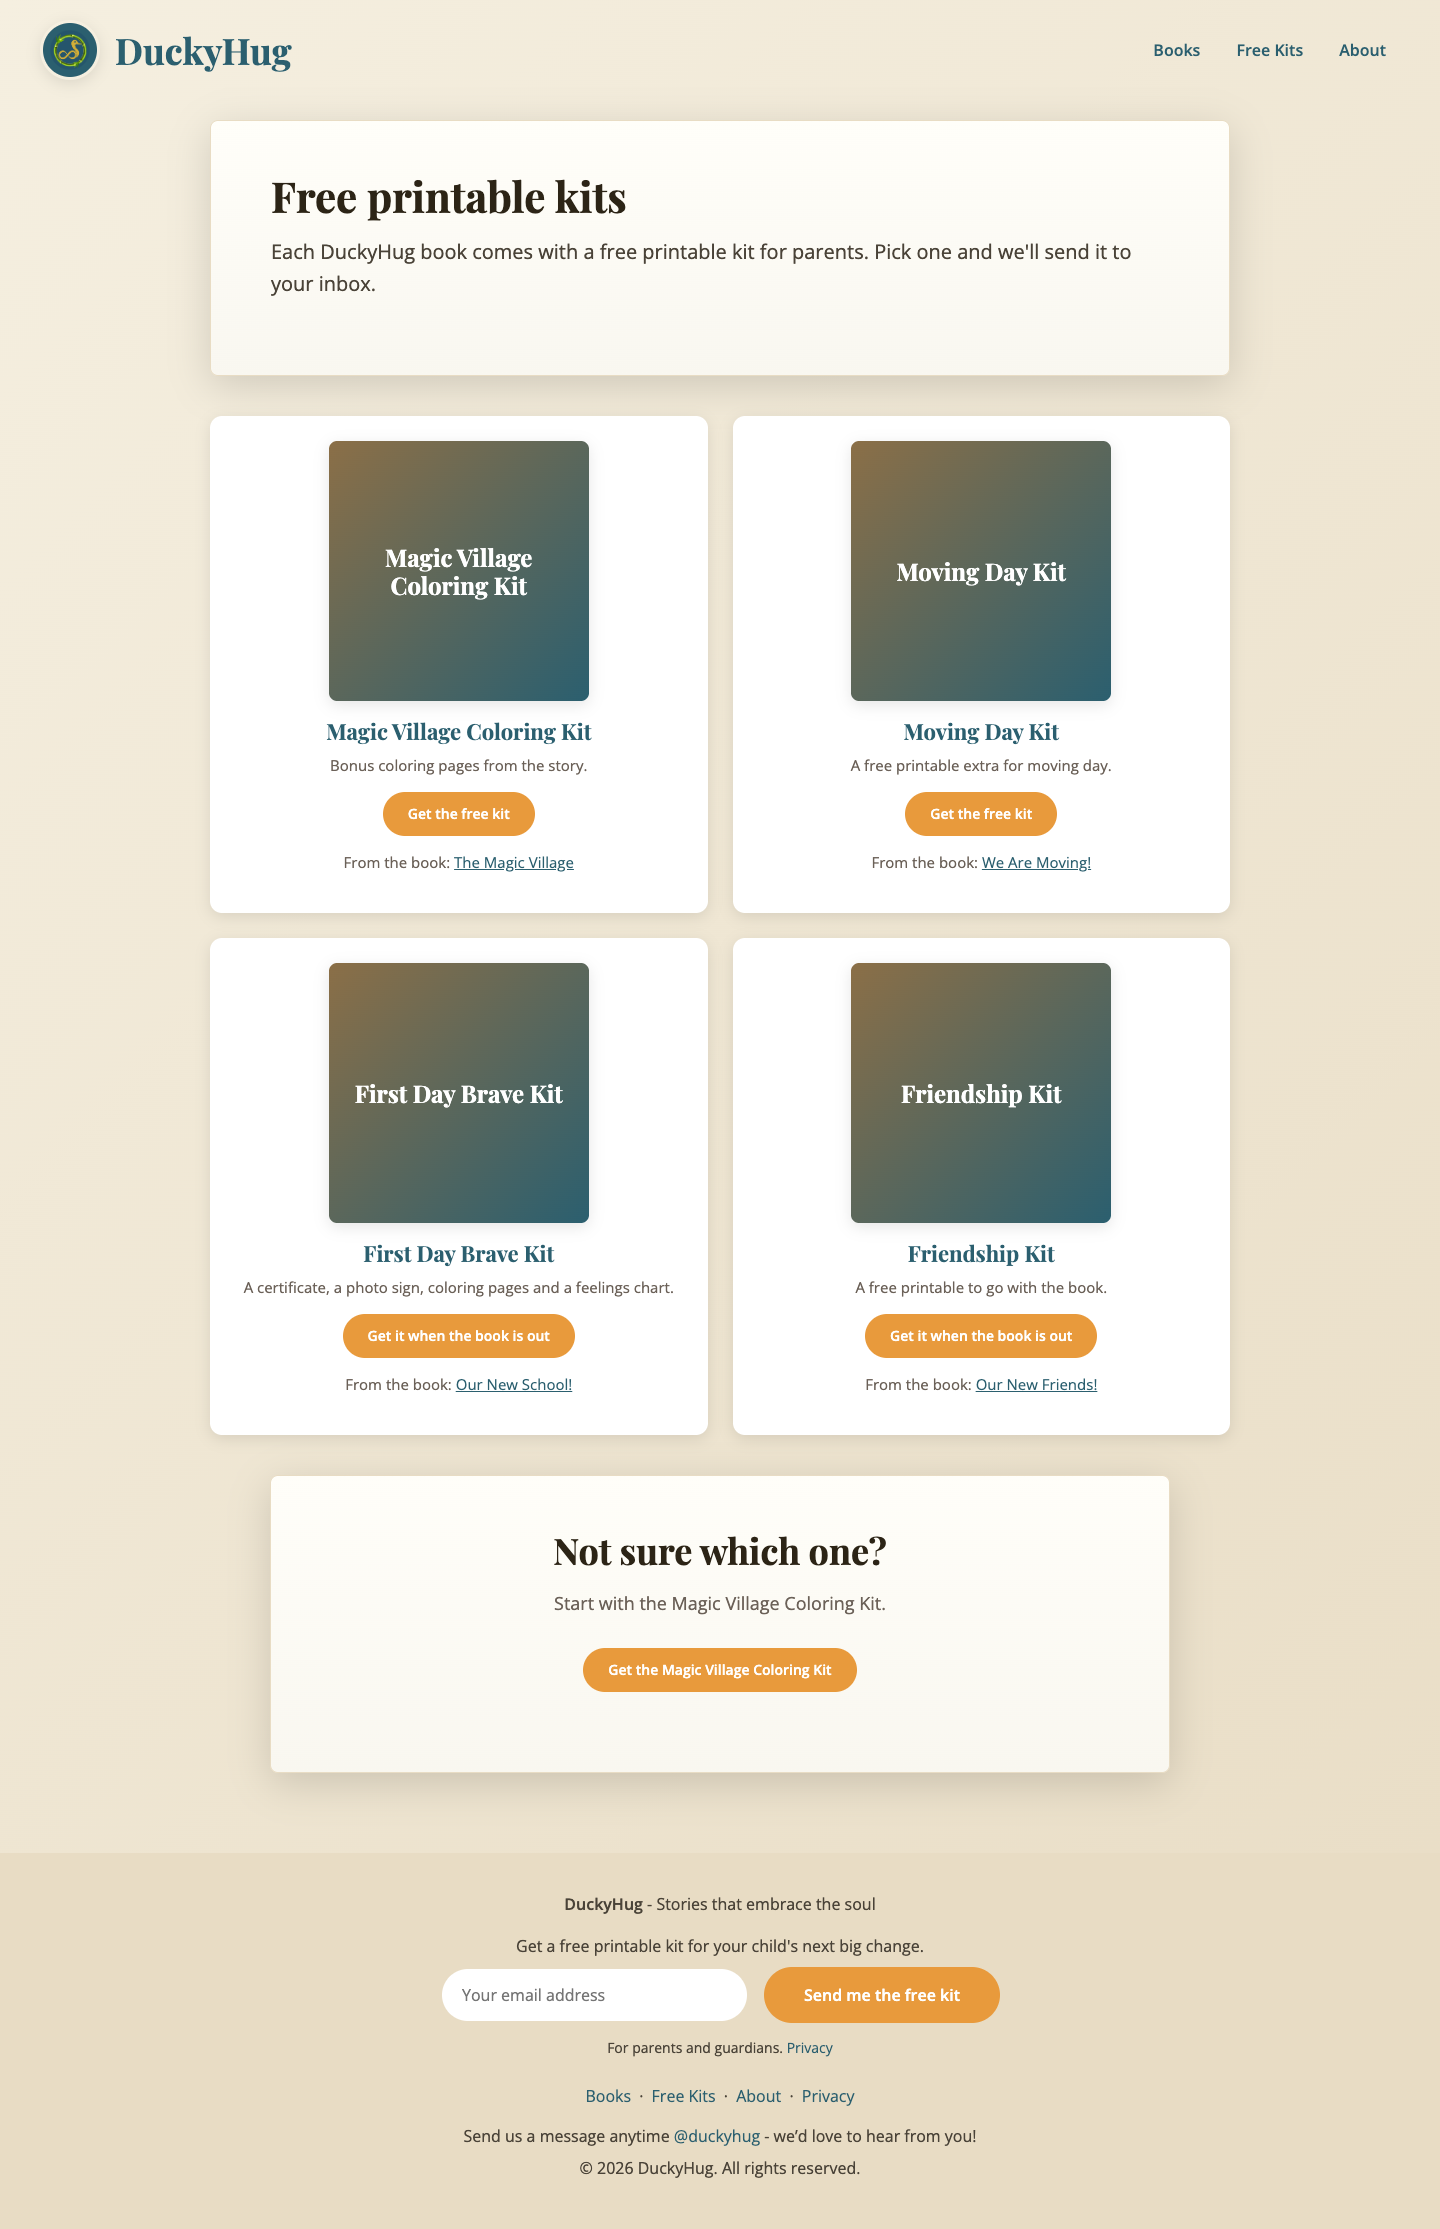 DuckyHug
Books
Free Kits
About
Free printable kits
Each DuckyHug book comes with a free printable kit for parents. Pick one and we'll send it to
your inbox.
Magic Village
Coloring Kit
Magic Village Coloring Kit
Bonus coloring pages from the story.
Get the free kit
From the book: The Magic Village
Moving Day Kit
Moving Day Kit
A free printable extra for moving day.
Get the free kit
From the book: We Are Moving!
First Day Brave Kit
First Day Brave Kit
A certificate, a photo sign, coloring pages and a feelings chart.
Get it when the book is out
From the book: Our New School!
Friendship Kit
Friendship Kit
A free printable to go with the book.
Get it when the book is out
From the book: Our New Friends!
Not sure which one?
Start with the Magic Village Coloring Kit.
Get the Magic Village Coloring Kit
DuckyHug - Stories that embrace the soul
Get a free printable kit for your child's next big change.
Your email address
Send me the free kit
For parents and guardians. Privacy
Books · Free Kits · About · Privacy
Send us a message anytime @duckyhug - we’d love to hear from you!
© 2026 DuckyHug. All rights reserved.